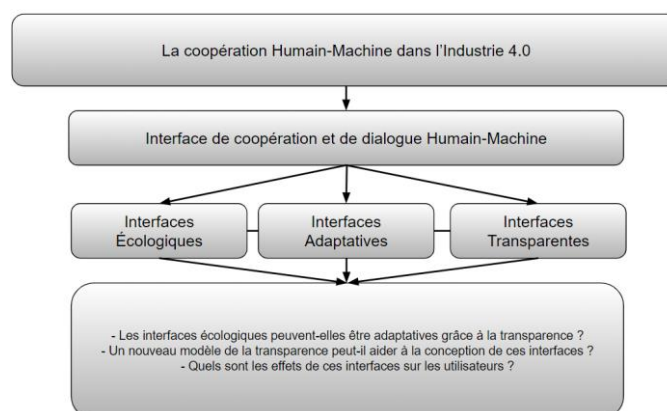 La coopération Humain-Machine dans l'Industrie 4.0
Interface de coopération et de dialogue Humain-Machine
Interfaces
Écologiques
Interfaces
Adaptatives
Interfaces
Transparentes
- Les interfaces écologiques peuvent-elles être adaptatives grâce à la transparence ?
- Un nouveau modèle de la transparence peut-il aider à la conception de ces interfaces ?
- Quels sont les effets de ces interfaces sur les utilisateurs ?